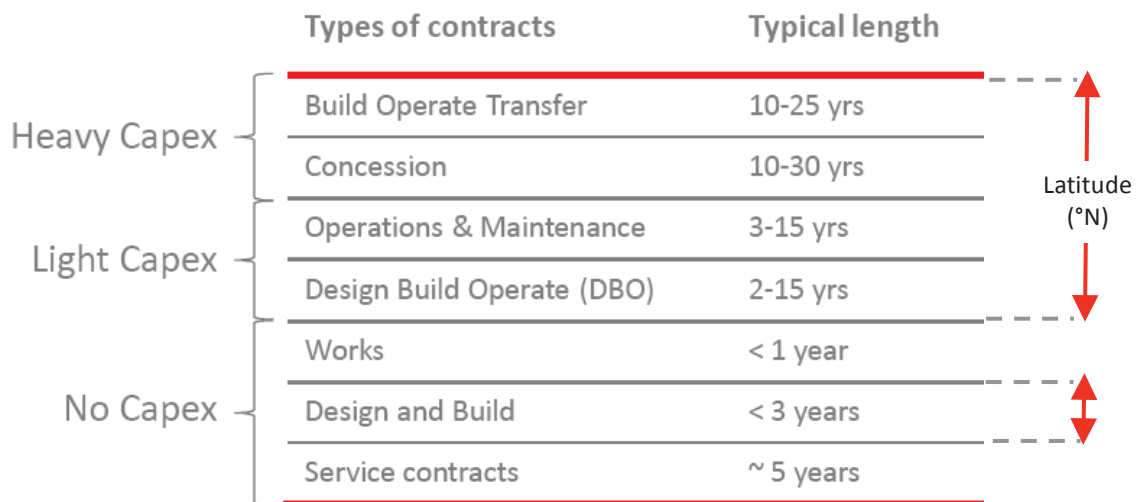 Types of contracts Typical length
Heavy Capex
Build Operate Transfer 10-25 yrs
Concession 10-30 yrs
Light Capex
Operations & Maintenance 3-15 yrs
Design Build Operate (DBO) 2-15 yrs
No Capex
Works < 1 year
Design and Build < 3 years
Service contracts ~ 5 years
Latitude
(°N)